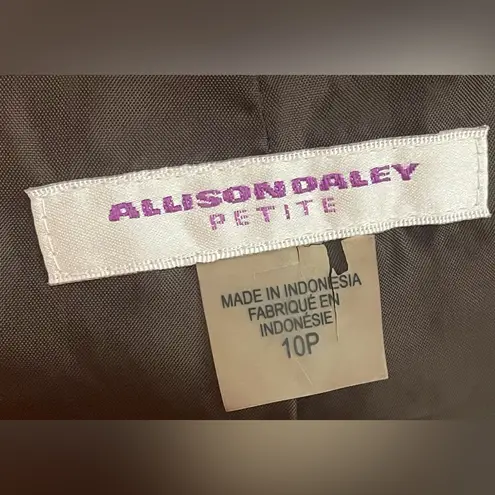 ALLISON DALEY
PETITE
MADE IN INDONESIA
FABRIQUÉ EN
INDONÉSIE
10P